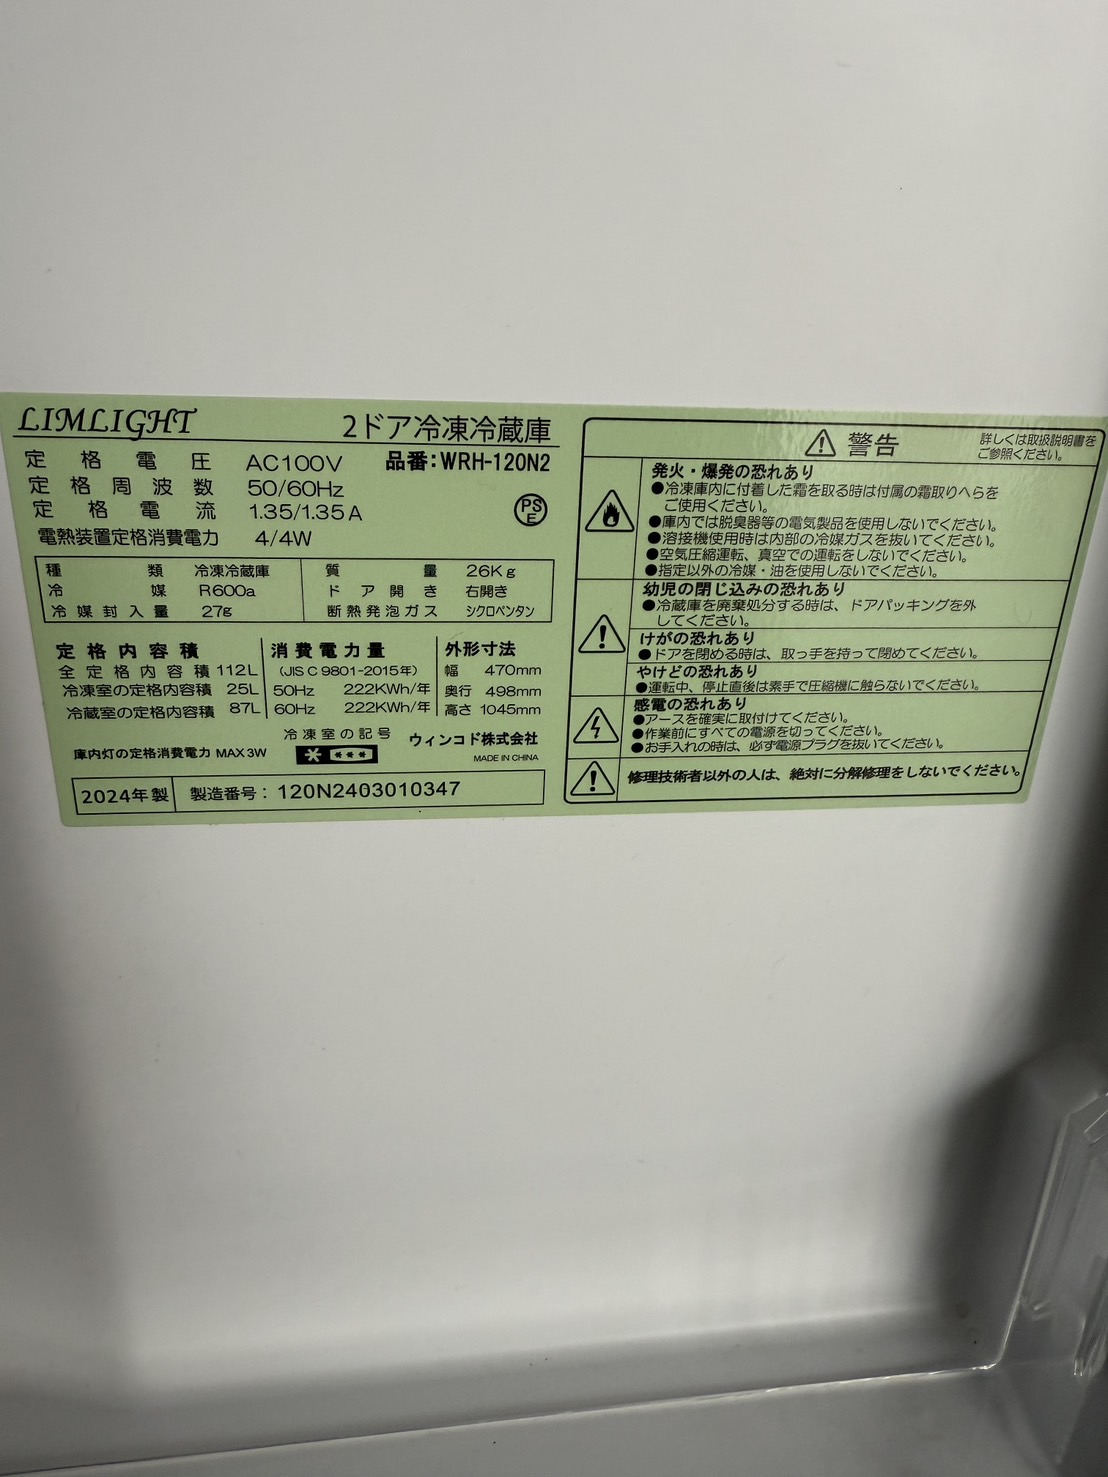 LIMLIGHT 2ドア冷凍冷蔵庫
定格電圧 AC100V 品番:WRH-120N2
定格周波数 50/60Hz
定格電流 1.35/1.35A
PS
E
電熱装置定格消費電力 4/4W
種類 冷凍冷蔵庫 質量 26Kg
冷媒 R600a ドア開き 右開き
冷媒封入量 27g 断熱発泡ガス シクロペンタン
定格内容積
全定格内容積 112L
冷凍室の定格内容積 25L
冷蔵室の定格内容積 87L
消費電力量
(JIS C 9801-2015年)
50Hz 222KWh/年
60Hz 222KWh/年
外形寸法
幅 470mm
奥行 498mm
高さ 1045mm
庫内灯の定格消費電力 MAX 3W
冷凍室の記号
ウィンコド株式会社
MADE IN CHINA
2024年製 製造番号: 120N2403010347
警告
詳しくは取扱説明書を
ご参照ください。
発火・爆発の恐れあり
●冷凍庫内に付着した霜を取る時は付属の霜取りへらを
ご使用ください。
●庫内では脱臭器等の電気製品を使用しないでください。
●溶接機使用時は内部の冷媒ガスを抜いてください。
●空気圧縮運転、真空での運転をしないでください。
●指定以外の冷媒・油を使用しないでください。
幼児の閉じ込みの恐れあり
●冷蔵庫を廃棄処分する時は、ドアパッキングを外
してください。
けがの恐れあり
●ドアを閉める時は、取っ手を持って閉めてください。
やけどの恐れあり
●運転中、停止直後は素手で圧縮機に触らないでください。
感電の恐れあり
●アースを確実に取付けてください。
●作業前にすべての電源を切ってください。
●お手入れの時は、必ず電源プラグを抜いてください。
修理技術者以外の人は、絶対に分解修理をしないでください。